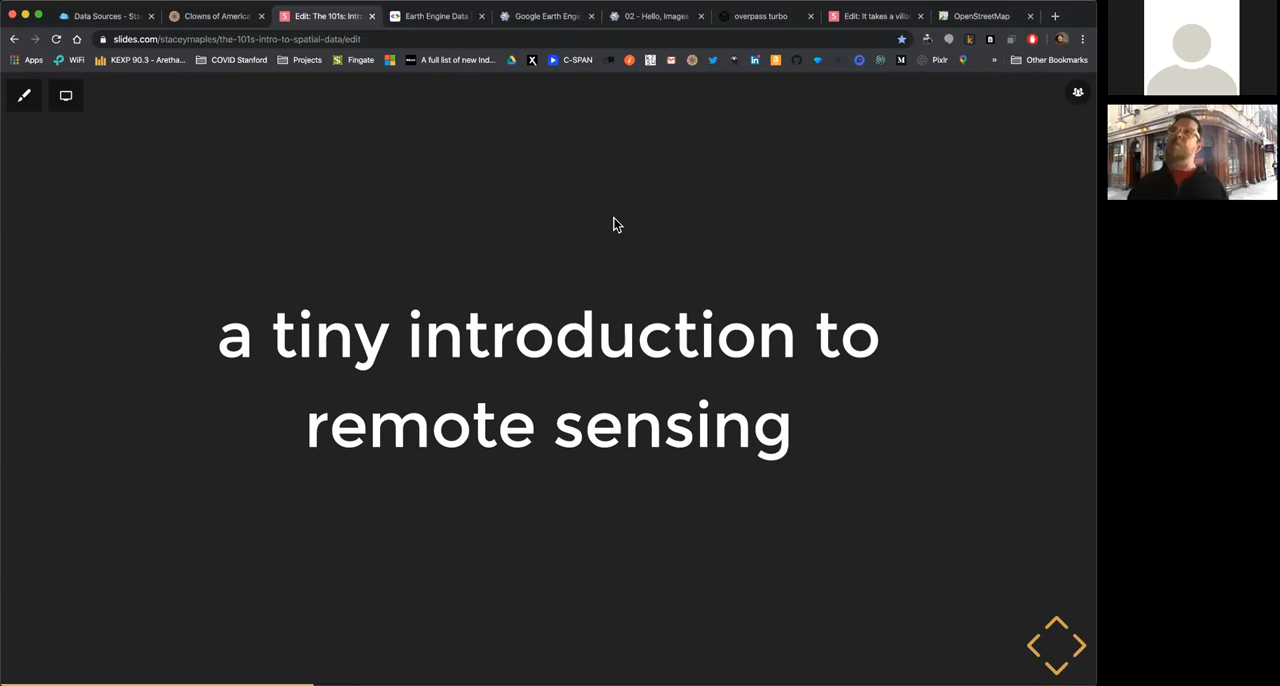 Data Sources - Sta
Clowns of America
Edit: The 101s: Intro
Earth Engine Data
Google Earth Engi
02 - Hello, Images
overpass turbo
Edit: It takes a villa
OpenStreetMap
slides.com/staceymaples/the-101s-intro-to-spatial-data/edit
Apps
WiFi
KEXP 90.3 - Aretha...
COVID Stanford
Projects
Fingate
A full list of new Ind...
C-SPAN
Pixlr
»
Other Bookmarks
a tiny introduction to
remote sensing